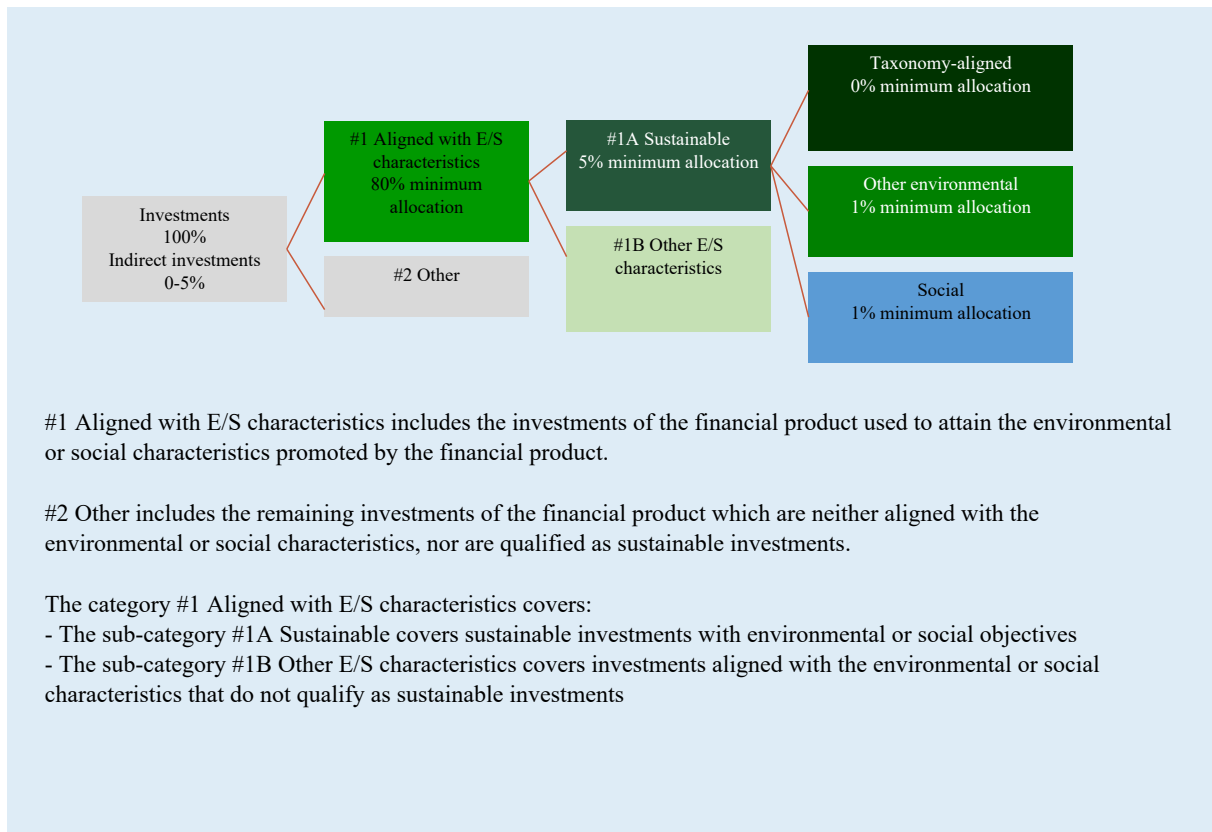 Investments
100%
Indirect investments
0-5%
#1 Aligned with E/S
characteristics
80% minimum
allocation
#2 Other
#1A Sustainable
5% minimum allocation
#1B Other E/S
characteristics
Taxonomy-aligned
0% minimum allocation
Other environmental
1% minimum allocation
Social
1% minimum allocation
#1 Aligned with E/S characteristics includes the investments of the financial product used to attain the environmental
or social characteristics promoted by the financial product.
#2 Other includes the remaining investments of the financial product which are neither aligned with the
environmental or social characteristics, nor are qualified as sustainable investments.
The category #1 Aligned with E/S characteristics covers:
- The sub-category #1A Sustainable covers sustainable investments with environmental or social objectives
- The sub-category #1B Other E/S characteristics covers investments aligned with the environmental or social
characteristics that do not qualify as sustainable investments